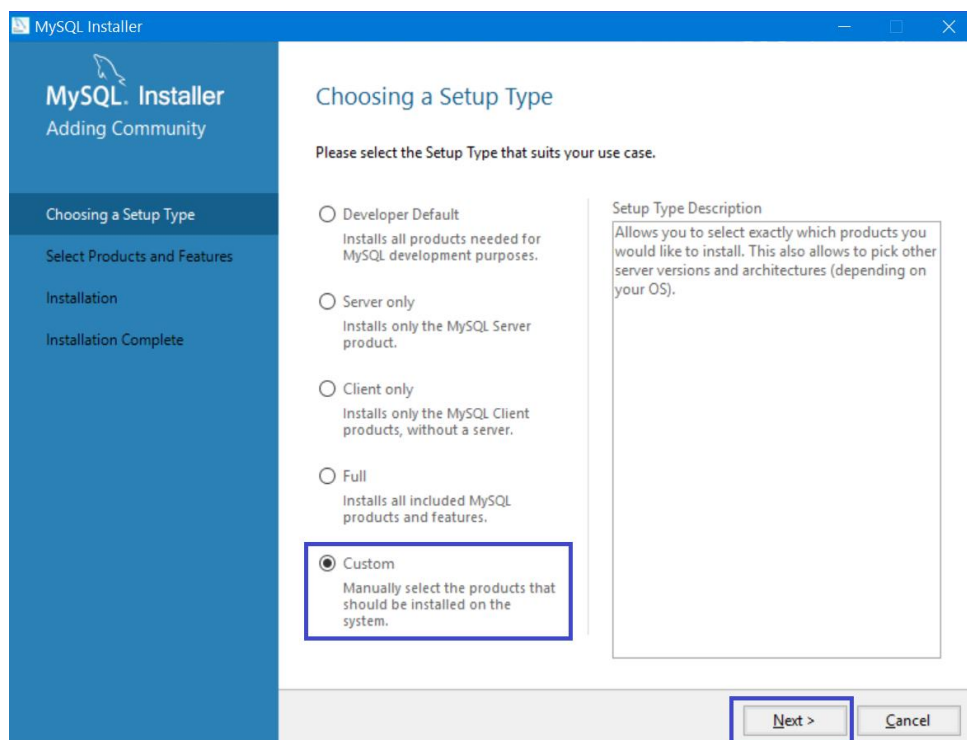 MySQL Installer
MySQL. Installer
Adding Community
Choosing a Setup Type
Select Products and Features
Installation
Installation Complete
Choosing a Setup Type
Please select the Setup Type that suits your use case.
Developer Default
Installs all products needed for
MySQL development purposes.
Server only
Installs only the MySQL Server
product.
Client only
Installs only the MySQL Client
products, without a server.
Full
Installs all included MySQL
products and features.
Custom
Manually select the products that
should be installed on the
system.
Setup Type Description
Allows you to select exactly which products you
would like to install. This also allows to pick other
server versions and architectures (depending on
your OS).
Next >
Cancel